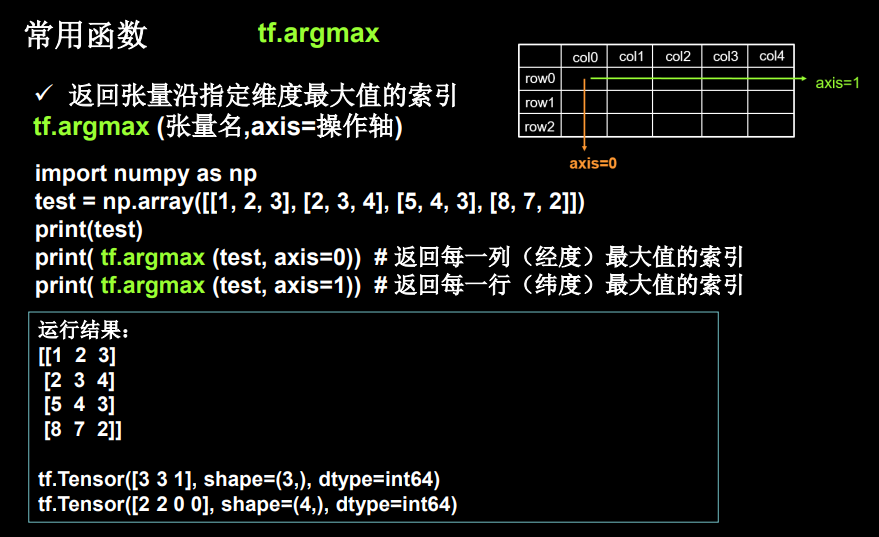 常用函数 tf.argmax
✓ 返回张量沿指定维度最大值的索引
tf.argmax (张量名,axis=操作轴)
col0 col1 col2 col3 col4
row0
row1
row2
axis=1
axis=0
import numpy as np
test = np.array([[1, 2, 3], [2, 3, 4], [5, 4, 3], [8, 7, 2]])
print(test)
print( tf.argmax (test, axis=0)) # 返回每一列（经度）最大值的索引
print( tf.argmax (test, axis=1)) # 返回每一行（纬度）最大值的索引
运行结果：
[[1 2 3]
[2 3 4]
[5 4 3]
[8 7 2]]
tf.Tensor([3 3 1], shape=(3,), dtype=int64)
tf.Tensor([2 2 0 0], shape=(4,), dtype=int64)